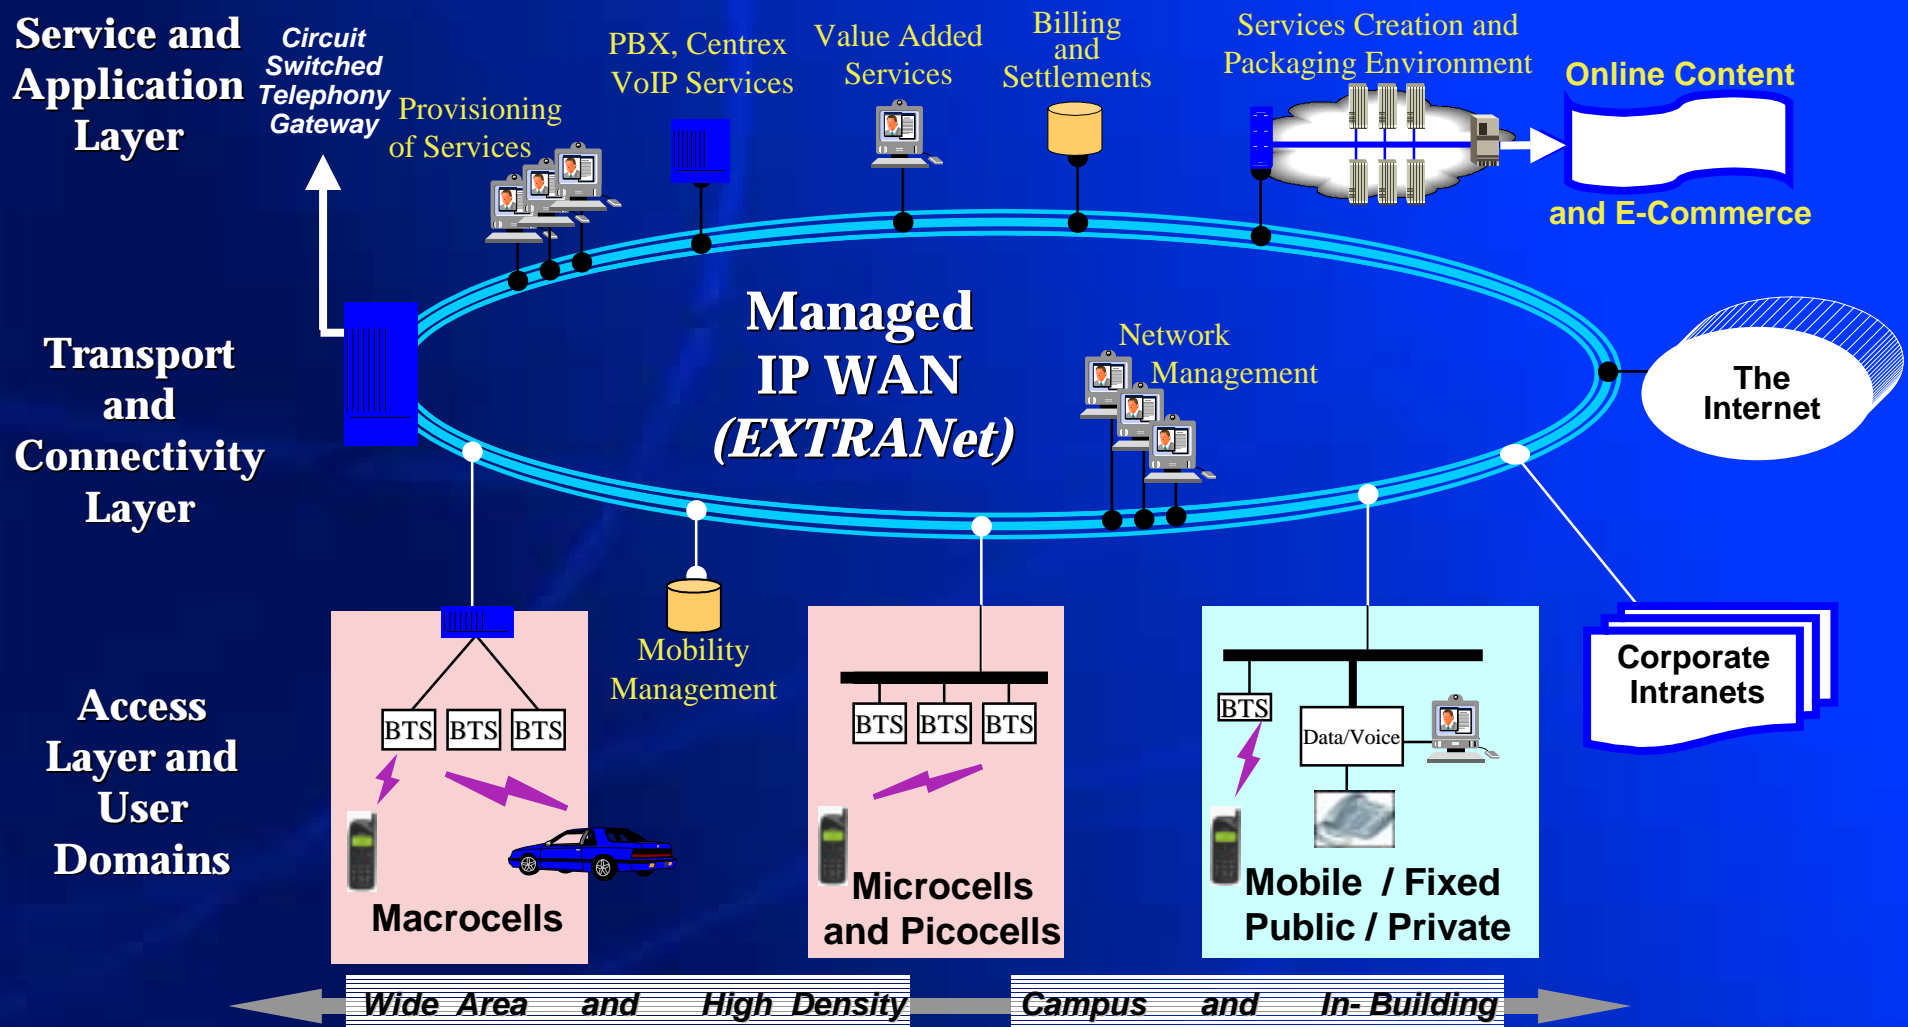 Service and
Application
Layer
Circuit
Switched
Telephony
Gateway
Provisioning
of Services
PBX, Centrex
VoIP Services
Value Added
Services
Billing
and
Settlements
Services Creation and
Packaging Environment
Online Content
and E-Commerce
Transport
and
Connectivity
Layer
Managed
IP WAN
(EXTRANet)
Network
Management
The
Internet
Access
Layer and
User
Domains
BTS BTS BTS
Macrocells
Mobility
Management
BTS BTS BTS
Microcells
and Picocells
BTS
Data/Voice
Mobile / Fixed
Public / Private
Corporate
Intranets
Wide Area and High Density
Campus and In- Building